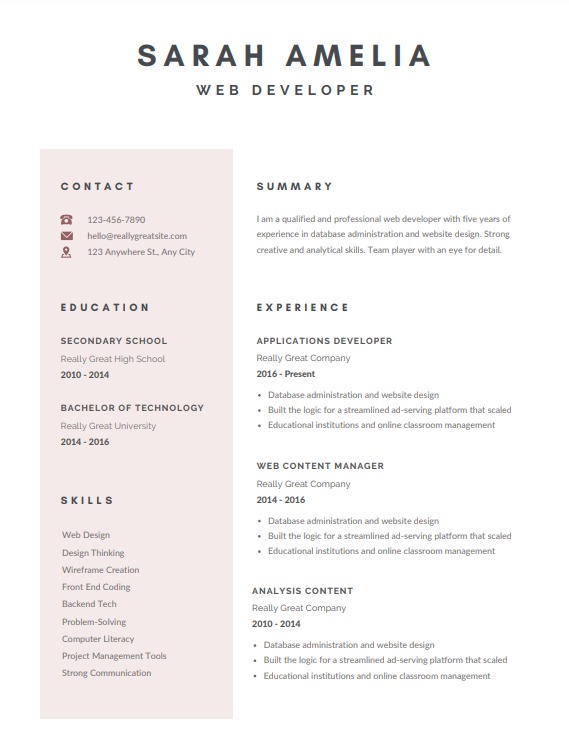 SARAH AMELIA
WEB DEVELOPER
CONTACT
123-456-7890
hello@reallygreatsite.com
123 Anywhere St., Any City
EDUCATION
SECONDARY SCHOOL
Really Great High School
2010 - 2014
BACHELOR OF TECHNOLOGY
Really Great University
2014 - 2016
SKILLS
Web Design
Design Thinking
Wireframe Creation
Front End Coding
Backend Tech
Problem-Solving
Computer Literacy
Project Management Tools
Strong Communication
SUMMARY
I am a qualified and professional web developer with five years of
experience in database administration and website design. Strong
creative and analytical skills. Team player with an eye for detail.
EXPERIENCE
APPLICATIONS DEVELOPER
Really Great Company
2016 - Present
• Database administration and website design
• Built the logic for a streamlined ad-serving platform that scaled
• Educational institutions and online classroom management
WEB CONTENT MANAGER
Really Great Company
2014 - 2016
• Database administration and website design
• Built the logic for a streamlined ad-serving platform that scaled
• Educational institutions and online classroom management
ANALYSIS CONTENT
Really Great Company
2010 - 2014
• Database administration and website design
• Built the logic for a streamlined ad-serving platform that scaled
• Educational institutions and online classroom management